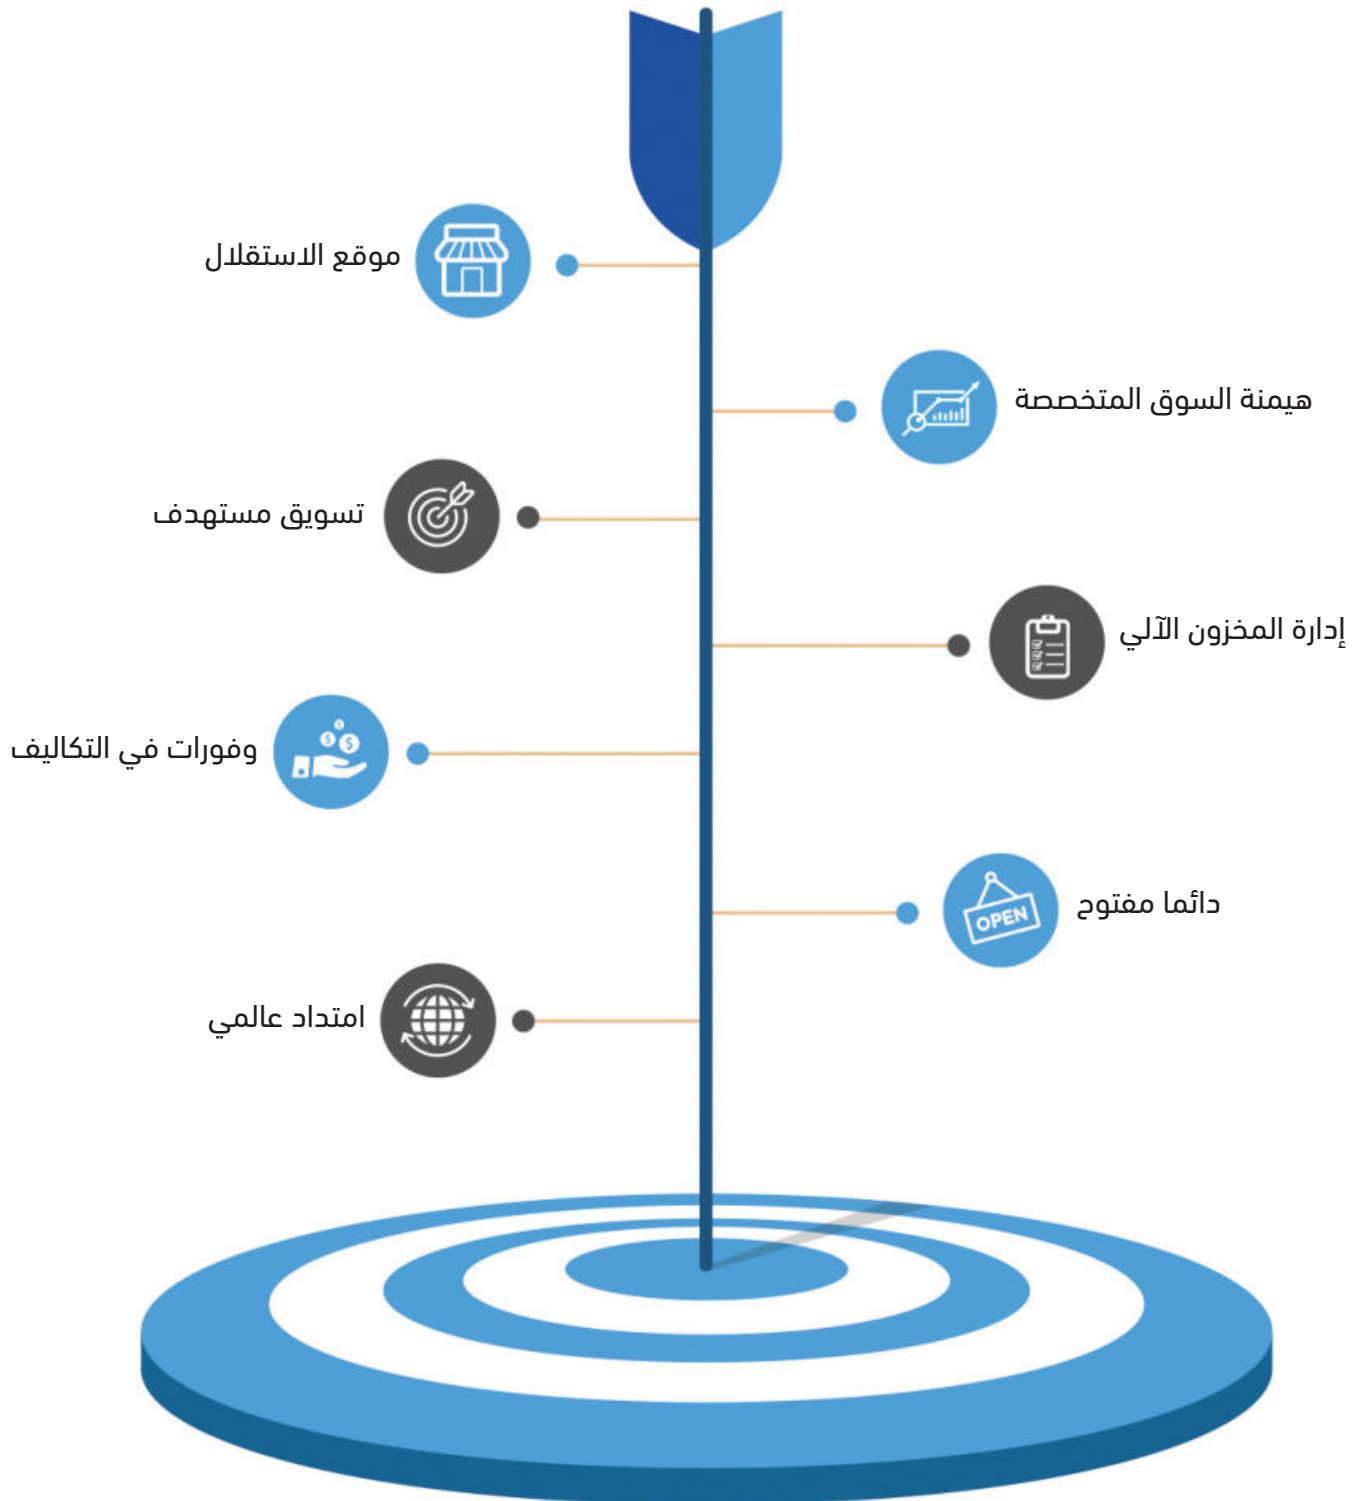 موقع الاستقلال
هيمنة السوق المتخصصة
تسويق مستهدف
إدارة المخزون الآلي
وفورات في التكاليف
دائما مفتوح
OPEN
امتداد عالمي